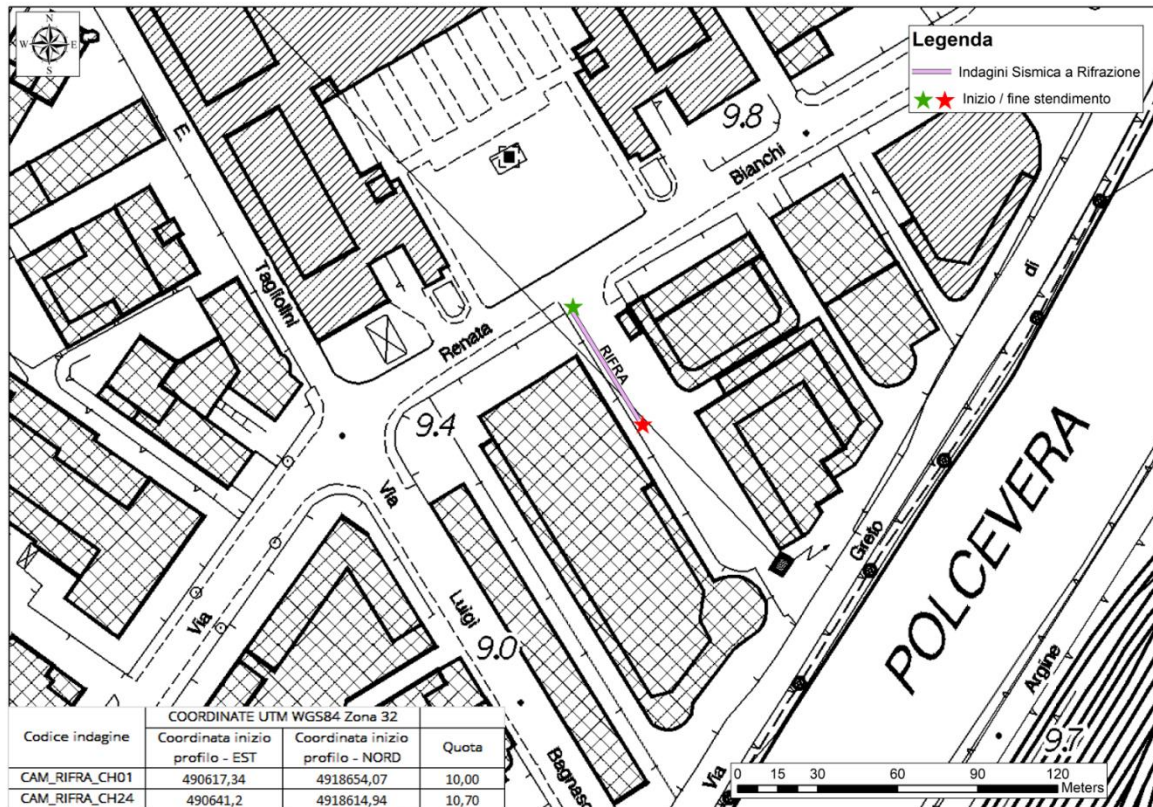 N
W E
S
Legenda
Indagini Sismica a Rifrazione
Inizio / fine stendimento
E
9.8
Bianchi
Tagliolini
di
Renata
RIFRA
9.4
Via
POLCEVERA
Greto
N
Luigi
Via
9.0
Argine
Bagnasco
Via
9.7
COORDINATE UTM WGS84 Zona 32
Codice indagine Coordinata inizio profilo - EST Coordinata inizio profilo - NORD Quota
CAM_RIFRA_CH01 490617,34 4918654,07 10,00
CAM_RIFRA_CH24 490641,2 4918614,94 10,70
0 15 30 60 90 120
Meters